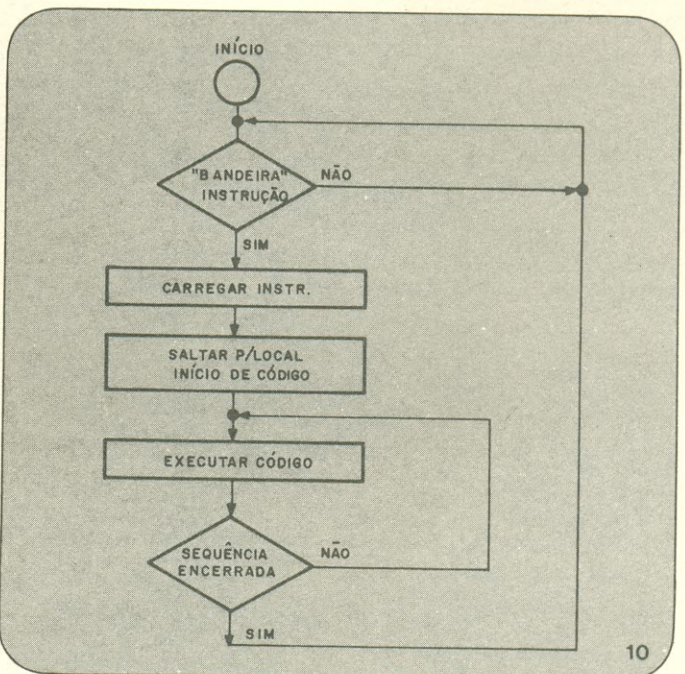 INÍCIO
"BANDEIRA"
INSTRUÇÃO
NÃO
SIM
CARREGAR INSTR.
SALTAR P/LOCAL
INÍCIO DE CÓDIGO
EXECUTAR CÓDIGO
SEQUÊNCIA
ENCERRADA
NÃO
SIM
10